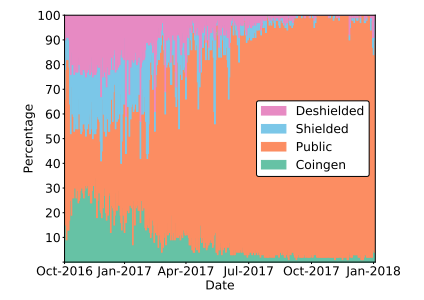 100
90
80
70
60
50
40
30
20
10
Percentage
Deshielded
Shielded
Public
Coingen
Oct-2016 Jan-2017 Apr-2017 Jul-2017 Oct-2017 Jan-2018
Date